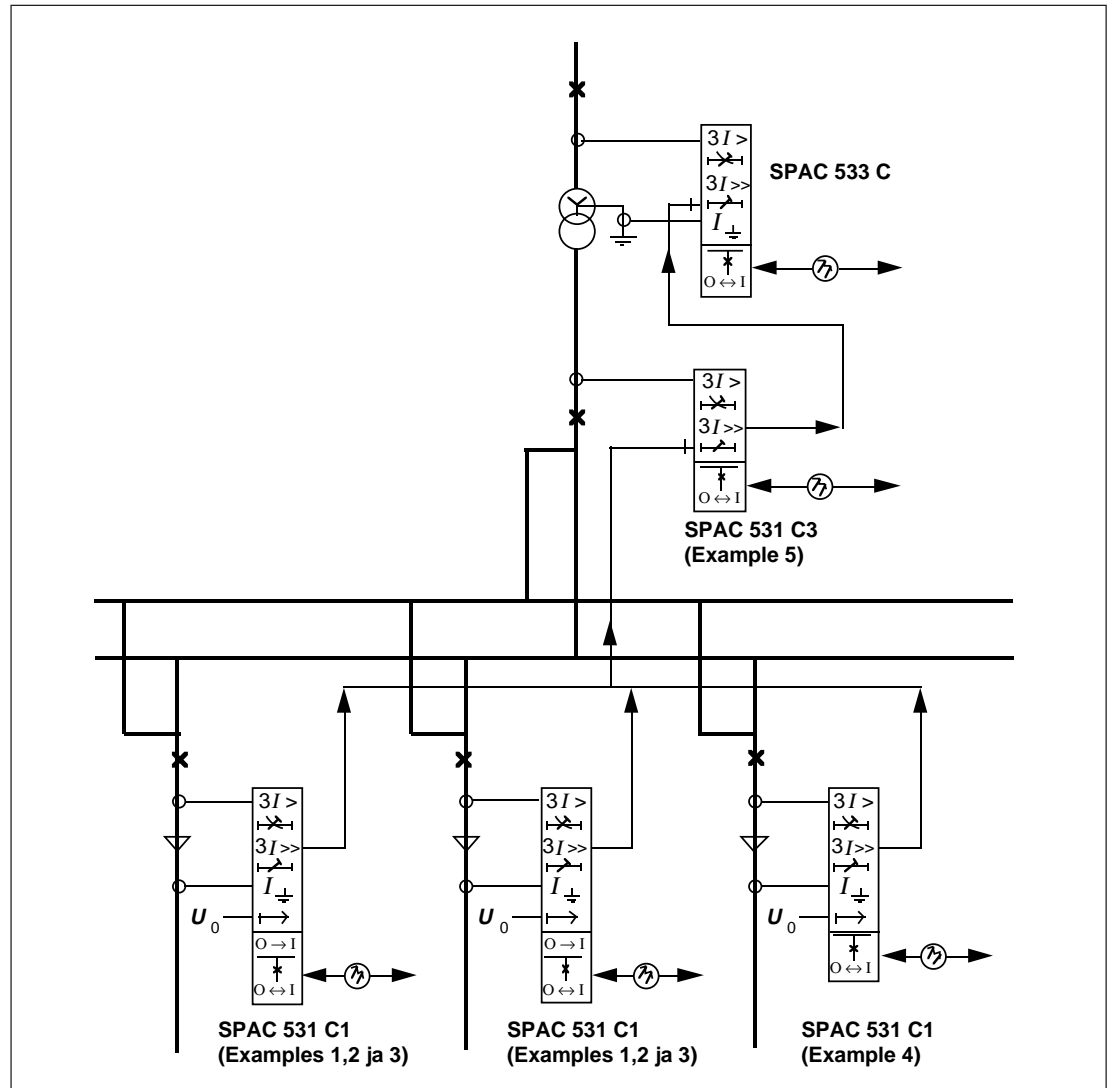 3I >
SPAC 533 C
3I >>
I
O ↔ I
3I >
3I >>
O ↔ I
SPAC 531 C3
(Example 5)
3I >
3I >>
I
U0
O → I
O ↔ I
SPAC 531 C1
(Examples 1,2 ja 3)
3I >
3I >>
I
U0
O → I
O ↔ I
SPAC 531 C1
(Examples 1,2 ja 3)
3I >
3I >>
I
U0
O ↔ I
SPAC 531 C1
(Example 4)